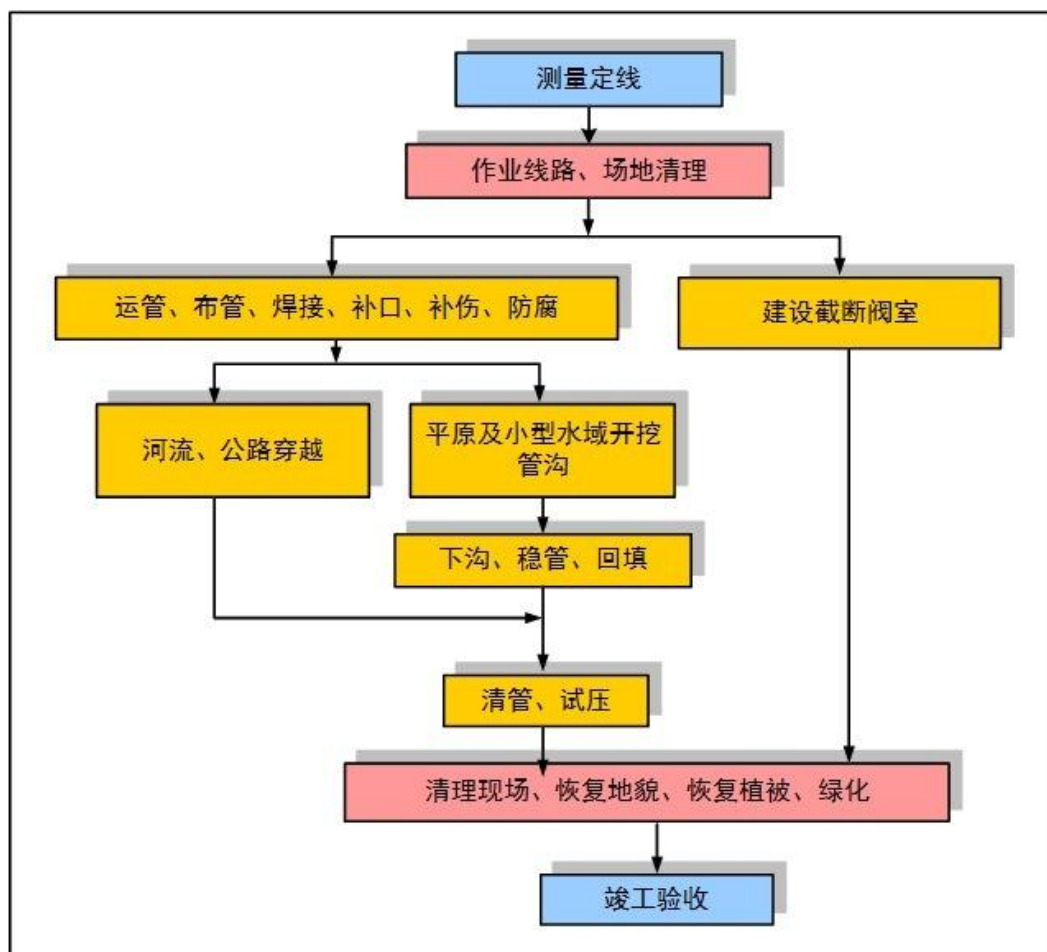 测量定线
作业线路、场地清理
运管、布管、焊接、补口、补伤、防腐
建设截断阀室
河流、公路穿越
平原及小型水域开挖
管沟
下沟、稳管、回填
清管、试压
清理现场、恢复地貌、恢复植被、绿化
竣工验收